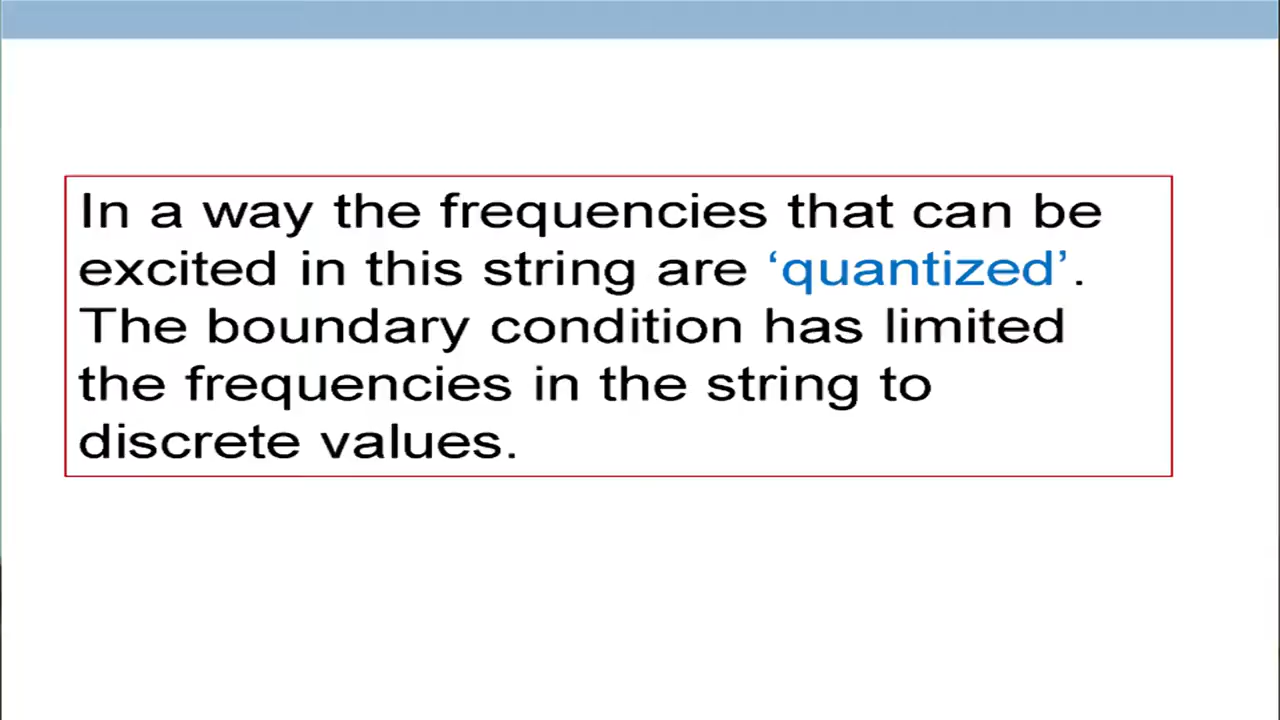 In a way the frequencies that can be
excited in this string are ‘quantized’.
The boundary condition has limited
the frequencies in the string to
discrete values.